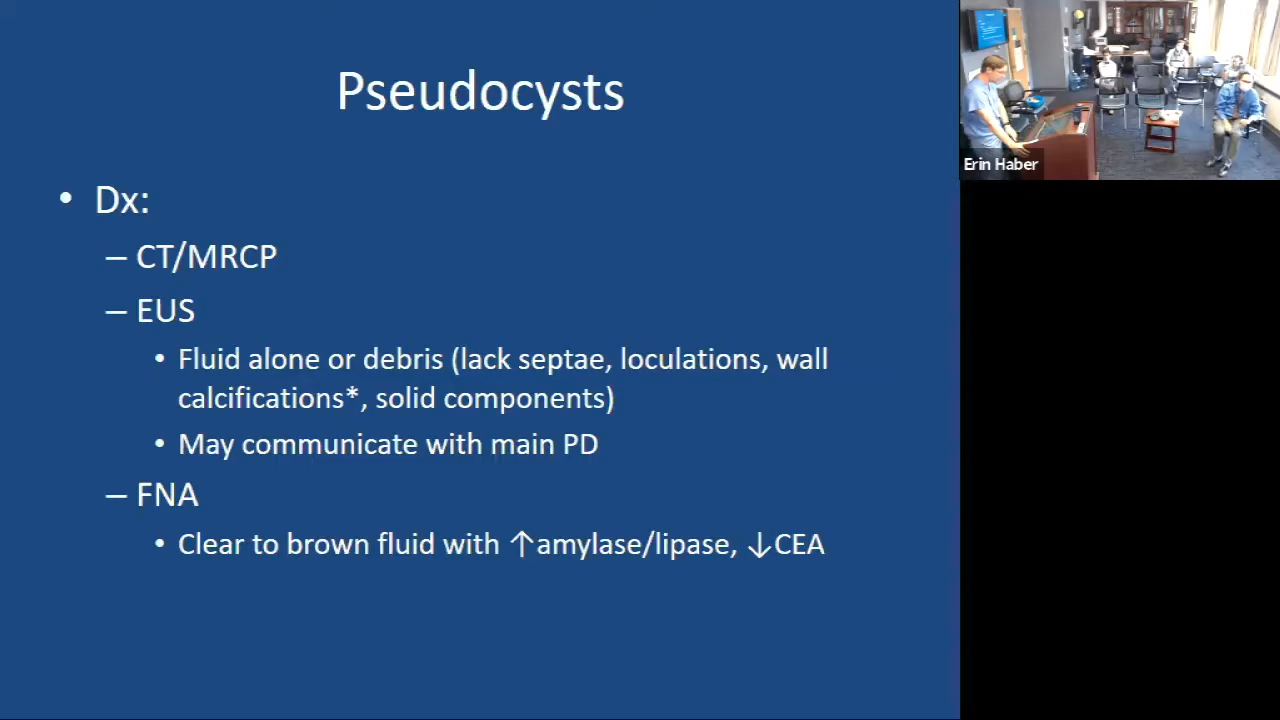 Pseudocysts
• Dx:
– CT/MRCP
– EUS
• Fluid alone or debris (lack septae, loculations, wall
calcifications*, solid components)
• May communicate with main PD
– FNA
• Clear to brown fluid with ↑amylase/lipase, ↓CEA
Erin Haber